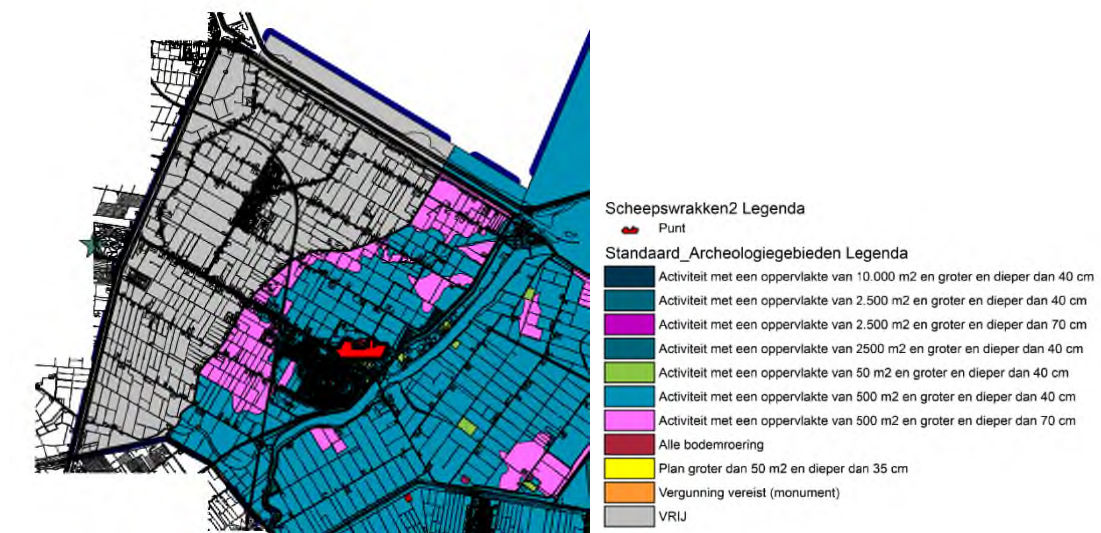 Scheepswrakken2 Legenda
Punt
Standaard_Archeologiegebieden Legenda
Activiteit met een oppervlakte van 10.000 m2 en groter en dieper dan 40 cm
Activiteit met een oppervlakte van 2.500 m2 en groter en dieper dan 40 cm
Activiteit met een oppervlakte van 2.500 m2 en groter en dieper dan 70 cm
Activiteit met een oppervlakte van 2500 m2 en groter en dieper dan 40 cm
Activiteit met een oppervlakte van 50 m2 en groter en dieper dan 40 cm
Activiteit met een oppervlakte van 500 m2 en groter en dieper dan 40 cm
Activiteit met een oppervlakte van 500 m2 en groter en dieper dan 70 cm
Alle bodemroering
Plan groter dan 50 m2 en dieper dan 35 cm
Vergunning vereist (monument)
VRIJ